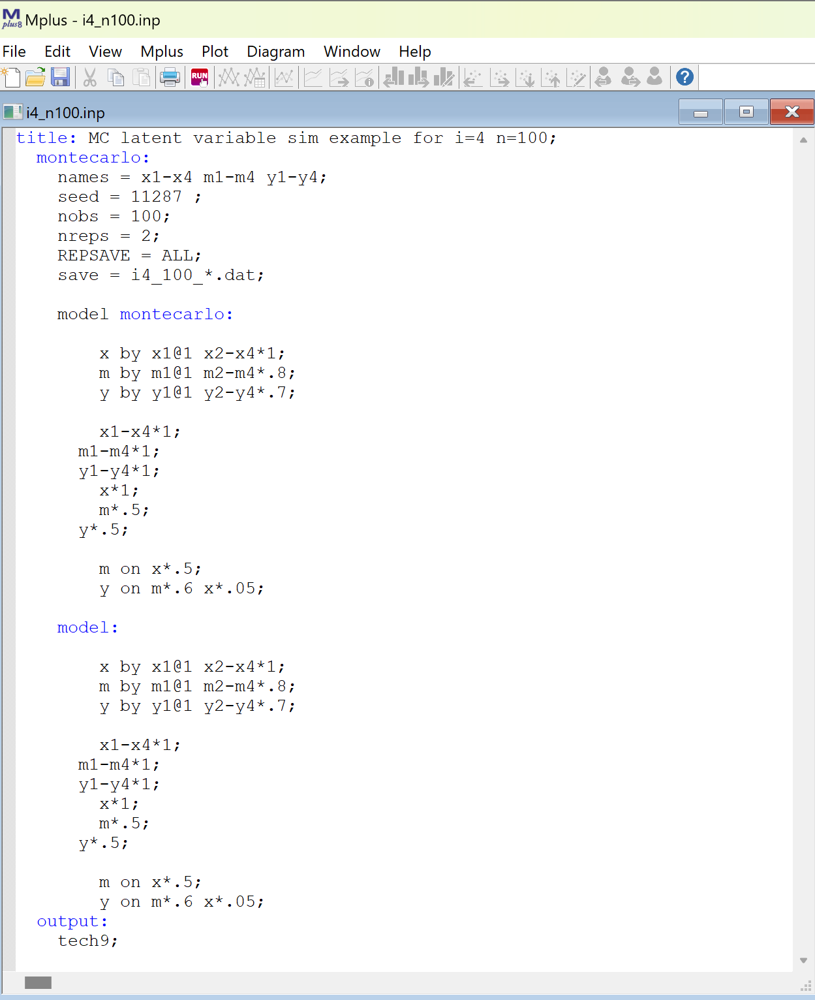 M
plus8 Mplus - i4_n100.inp
File Edit View Mplus Plot Diagram Window Help
RUN ?
i4_n100.inp
title: MC latent variable sim example for i=4 n=100;
montecarlo:
names = x1-x4 m1-m4 y1-y4;
seed = 11287 ;
nobs = 100;
nreps = 2;
REPSAVE = ALL;
save = i4_100_*.dat;
model montecarlo:
x by x1@1 x2-x4*1;
m by m1@1 m2-m4*.8;
y by y1@1 y2-y4*.7;
x1-x4*1;
m1-m4*1;
y1-y4*1;
x*1;
m*.5;
y*.5;
m on x*.5;
y on m*.6 x*.05;
model:
x by x1@1 x2-x4*1;
m by m1@1 m2-m4*.8;
y by y1@1 y2-y4*.7;
x1-x4*1;
m1-m4*1;
y1-y4*1;
x*1;
m*.5;
y*.5;
m on x*.5;
y on m*.6 x*.05;
output:
tech9;